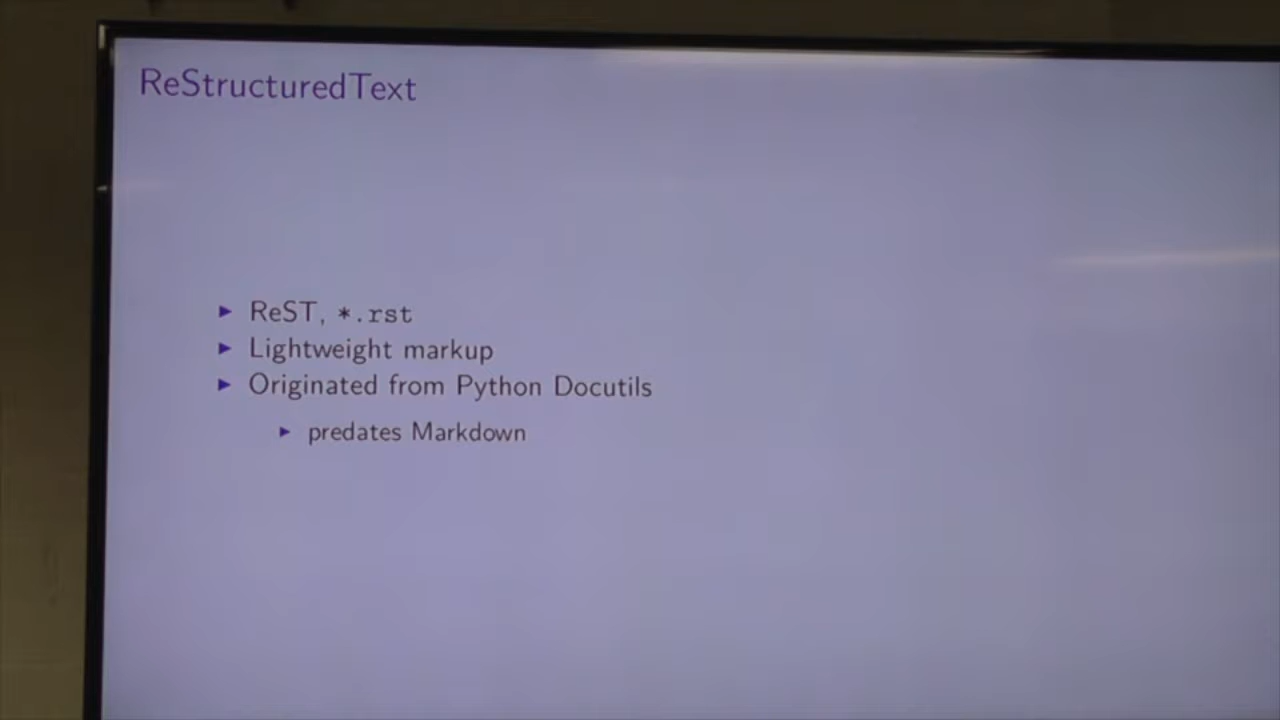 ReStructuredText
ReST, *.rst
Lightweight markup
Originated from Python Docutils
predates Markdown